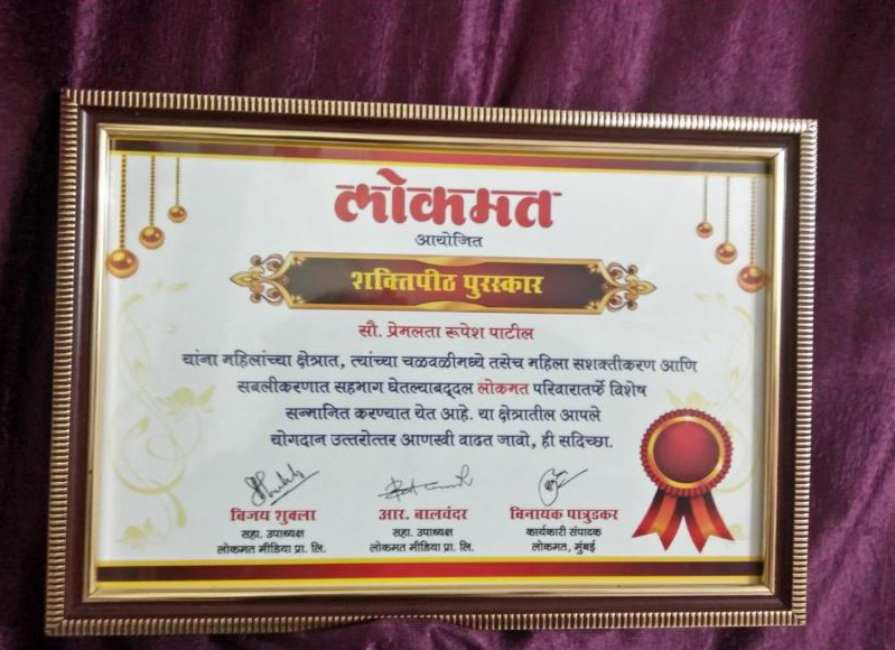 लोकमत
आयोजित
शक्तिपीठ पुरस्कार
सौ. प्रेमलता रूपेश पाटील
यांना महिलांच्या क्षेत्रात, त्यांच्या चळवळीमध्ये तसेच महिला सशक्तीकरण आणि
सबलीकरणात सहभाग घेतल्याबद्दल लोकमत परिवारातर्फे विशेष
सन्मानित करण्यात येत आहे. या क्षेत्रातील आपले
योगदान उत्तरोत्तर आणखी वाढत जावो, ही सदिच्छा.
विजय शुक्ला आर. बालवंदर विनायक पात्रुडकर
सहा. उपाध्यक्ष सहा. उपाध्यक्ष कार्यकारी संपादक
लोकमत मीडिया प्रा. लि. लोकमत मीडिया प्रा. लि. लोकमत, मुंबई